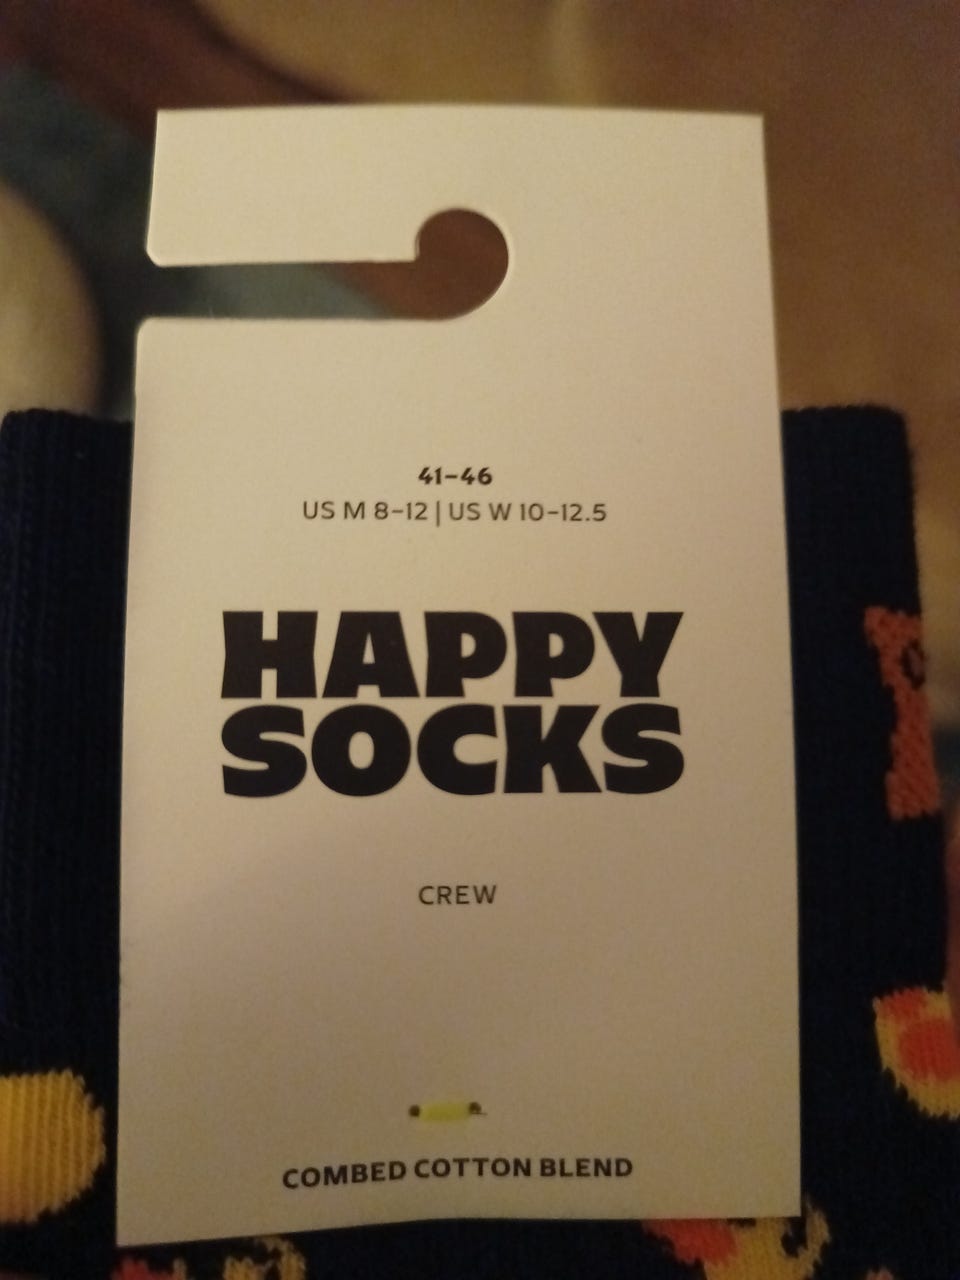 41–46
US M 8–12 | US W 10–12.5
HAPPY
SOCKS
CREW
COMBED COTTON BLEND